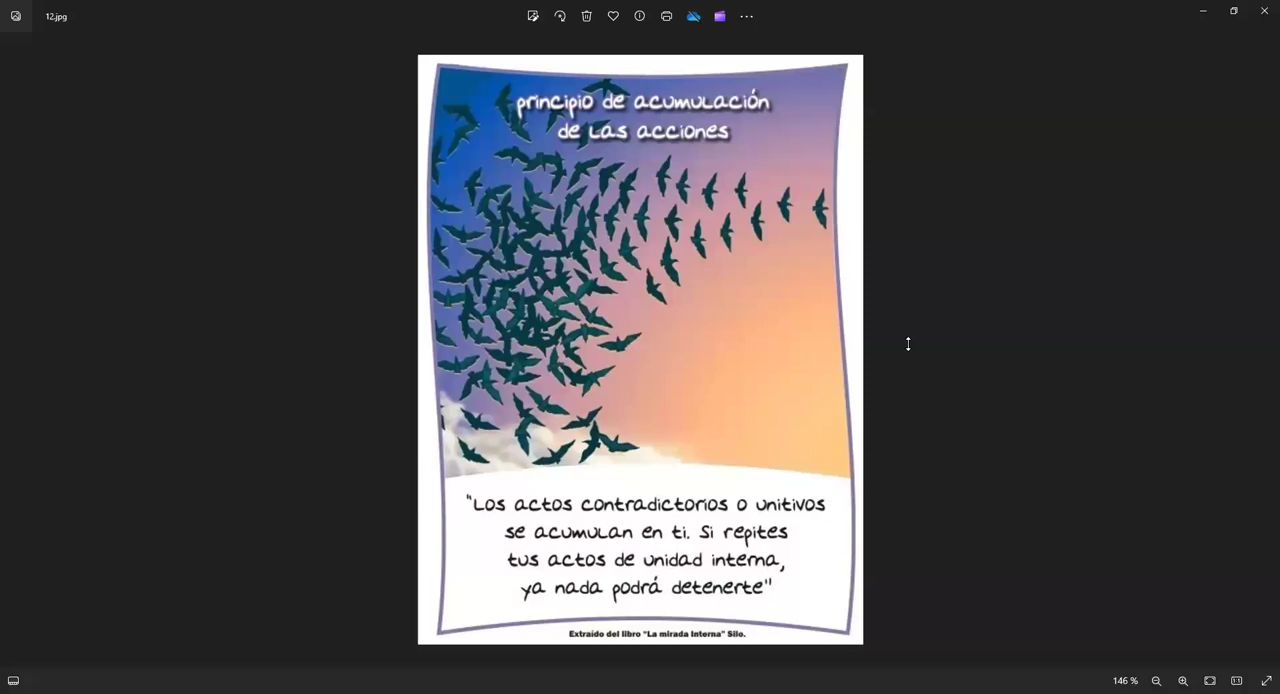 12.jpg
principio de acumulación
de las acciones
"Los actos contradictorios o unitivos
se acumulan en ti. Si repites
tus actos de unidad interna,
ya nada podrá detenerte"
Extraído del libro "La mirada Interna" Silo.
146 %